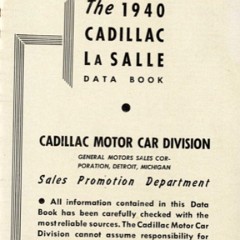 The 1940
CADILLAC
LA SALLE
DATA BOOK
CADILLAC MOTOR CAR DIVISION
GENERAL MOTORS SALES COR-
PORATION, DETROIT, MICHIGAN
Sales Promotion Department
● All information contained in this Data
Book has been carefully checked with the
most reliable sources. The Cadillac Motor Car
Division cannot assume responsibility for